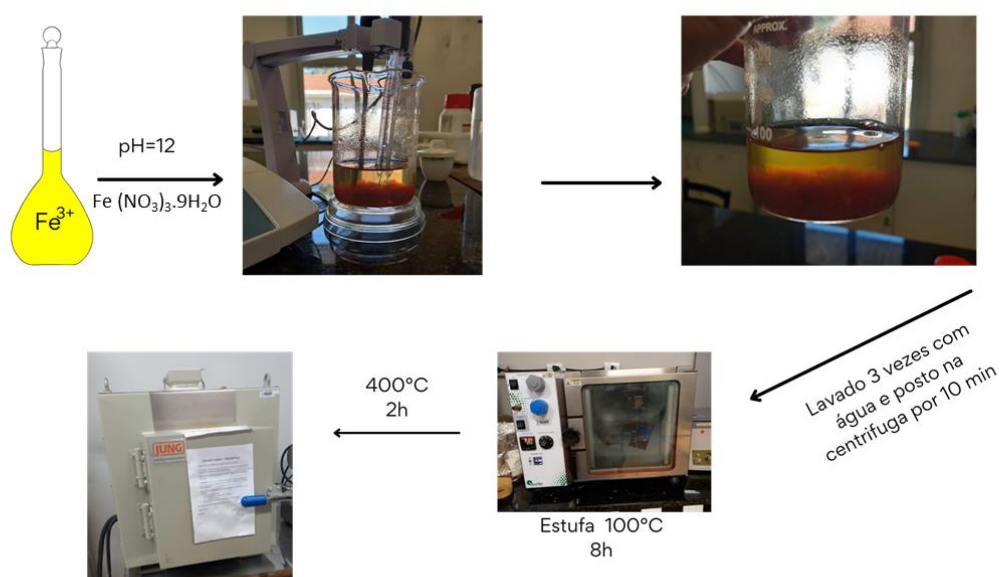 pH=12
Fe³⁺
Fe (NO₃)₃.9H₂O
APPROX.
100
Lavado 3 vezes com
água e posto na
centrifuga por 10 min
400°C
2h
JUNG
Estufa 100°C
8h